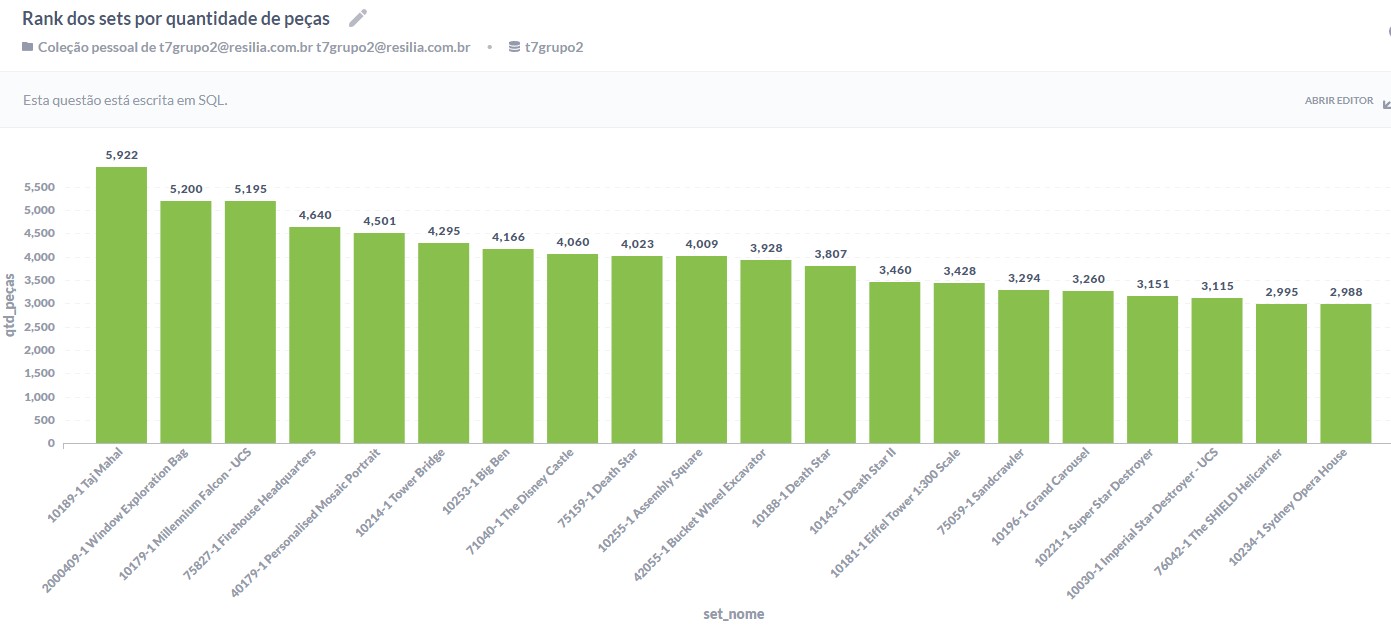 Rank dos sets por quantidade de peças
Coleção pessoal de t7grupo2@resilia.com.br t7grupo2@resilia.com.br • t7grupo2
Esta questão está escrita em SQL.
ABRIR EDITOR
5,922
5,200
5,195
4,640
4,501
4,295
4,166
4,060
4,023
4,009
3,928
3,807
3,460
3,428
3,294
3,260
3,151
3,115
2,995
2,988
5,500
5,000
4,500
4,000
3,500
3,000
2,500
2,000
1,500
1,000
500
0
qtd_peças
10189-1 Taj Mahal
2000409-1 Window Exploration Bag
10179-1 Millennium Falcon - UCS
75827-1 Firehouse Headquarters
40179-1 Personalised Mosaic Portrait
10214-1 Tower Bridge
10253-1 Big Ben
71040-1 The Disney Castle
75159-1 Death Star
10255-1 Assembly Square
42055-1 Bucket Wheel Excavator
10188-1 Death Star
10143-1 Death Star II
10181-1 Eiffel Tower 1:300 Scale
75059-1 Sandcrawler
10196-1 Grand Carousel
10221-1 Super Star Destroyer
10030-1 Imperial Star Destroyer - UCS
76042-1 The SHIELD Helicarrier
10234-1 Sydney Opera House
set_nome